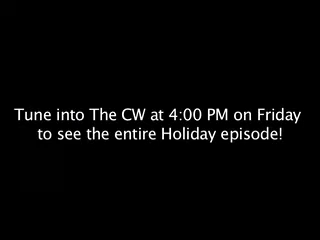 Tune into The CW at 4:00 PM on Friday
to see the entire Holiday episode!